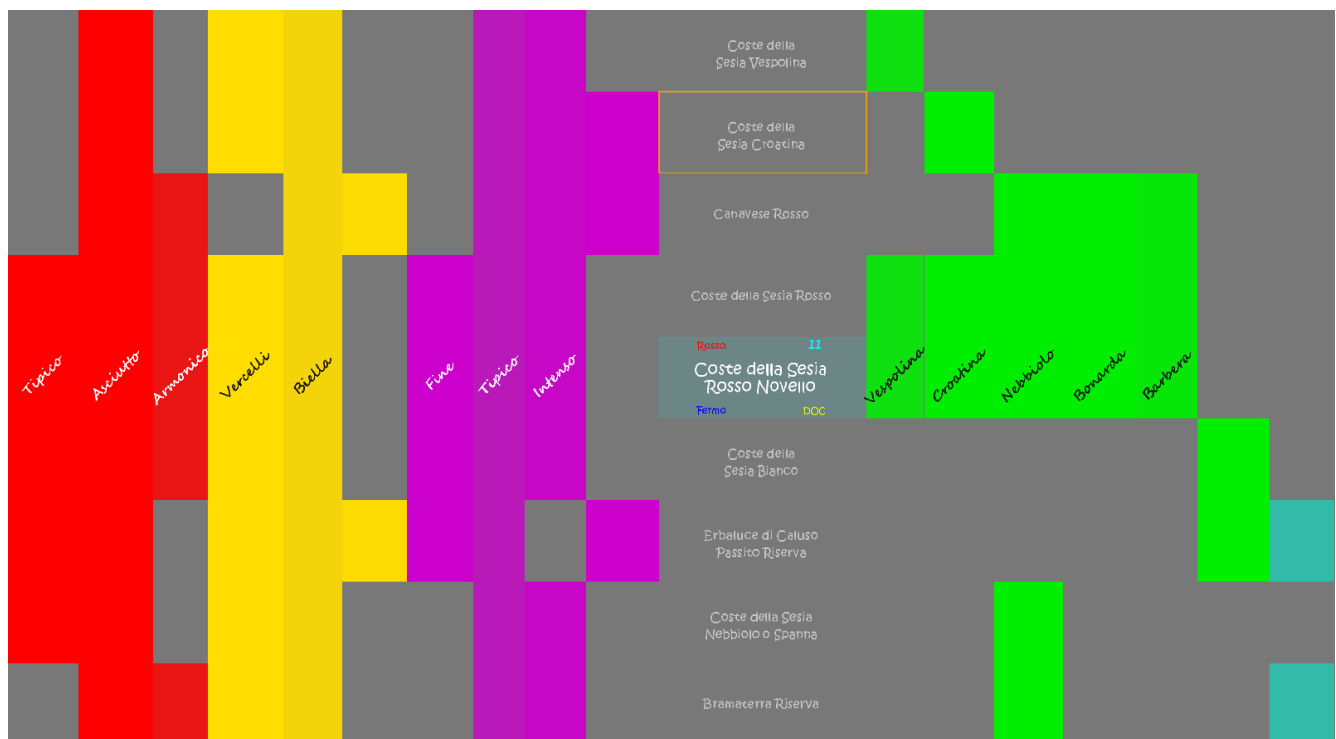 Coste della
Sesia Vespolina
Coste della
Sesia Croatina
Canavese Rosso
Coste della Sesia Rosso
Tipico
Asciutto
Armonico
Vercelli
Biella
Fine
Tipico
Intenso
Rosso 11
Coste della Sesia
Rosso Novello
Fermo DOC
Vespolina
Croatina
Nebbiolo
Bonarda
Barbera
Coste della
Sesia Bianco
Erbaluce di Caluso
Passito Riserva
Coste della Sesia
Nebbiolo o Spanna
Bramaterra Riserva